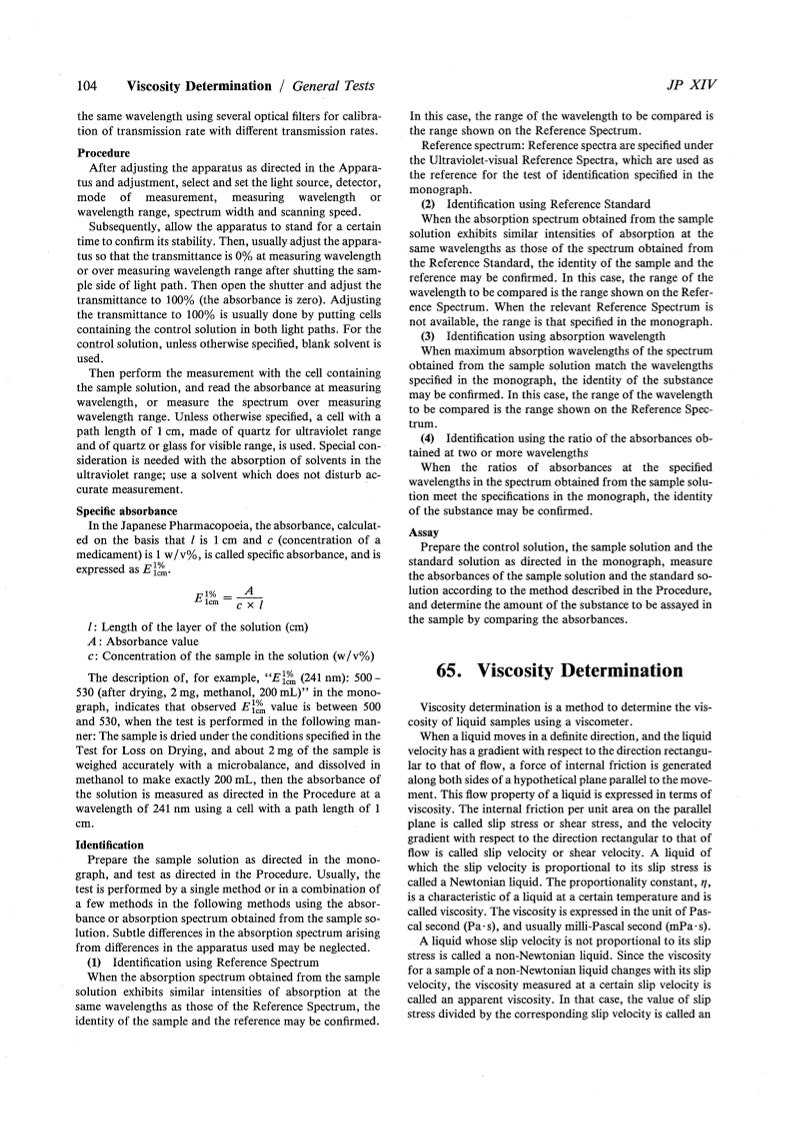 104 Viscosity Determination / General Tests
JP XIV
the same wavelength using several optical filters for calibra-
tion of transmission rate with different transmission rates.
Procedure
After adjusting the apparatus as directed in the Appara-
tus and adjustment, select and set the light source, detector,
mode of measurement, measuring wavelength or
wavelength range, spectrum width and scanning speed.
Subsequently, allow the apparatus to stand for a certain
time to confirm its stability. Then, usually adjust the appara-
tus so that the transmittance is 0% at measuring wavelength
or over measuring wavelength range after shutting the sam-
ple side of light path. Then open the shutter and adjust the
transmittance to 100% (the absorbance is zero). Adjusting
the transmittance to 100% is usually done by putting cells
containing the control solution in both light paths. For the
control solution, unless otherwise specified, blank solvent is
used.
Then perform the measurement with the cell containing
the sample solution, and read the absorbance at measuring
wavelength, or measure the spectrum over measuring
wavelength range. Unless otherwise specified, a cell with a
path length of 1 cm, made of quartz for ultraviolet range
and of quartz or glass for visible range, is used. Special con-
sideration is needed with the absorption of solvents in the
ultraviolet range; use a solvent which does not disturb ac-
curate measurement.
Specific absorbance
In the Japanese Pharmacopoeia, the absorbance, calculat-
ed on the basis that l is 1 cm and c (concentration of a
medicament) is 1 w/v%, is called specific absorbance, and is
expressed as E 1% 1cm.
E 1% 1cm = A / c × l
l: Length of the layer of the solution (cm)
A: Absorbance value
c: Concentration of the sample in the solution (w/v%)
The description of, for example, “E 1% 1cm (241 nm): 500 –
530 (after drying, 2 mg, methanol, 200 mL)” in the mono-
graph, indicates that observed E 1% 1cm value is between 500
and 530, when the test is performed in the following man-
ner: The sample is dried under the conditions specified in the
Test for Loss on Drying, and about 2 mg of the sample is
weighed accurately with a microbalance, and dissolved in
methanol to make exactly 200 mL, then the absorbance of
the solution is measured as directed in the Procedure at a
wavelength of 241 nm using a cell with a path length of 1
cm.
Identification
Prepare the sample solution as directed in the mono-
graph, and test as directed in the Procedure. Usually, the
test is performed by a single method or in a combination of
a few methods in the following methods using the absor-
bance or absorption spectrum obtained from the sample so-
lution. Subtle differences in the absorption spectrum arising
from differences in the apparatus used may be neglected.
(1) Identification using Reference Spectrum
When the absorption spectrum obtained from the sample
solution exhibits similar intensities of absorption at the
same wavelengths as those of the Reference Spectrum, the
identity of the sample and the reference may be confirmed.
In this case, the range of the wavelength to be compared is
the range shown on the Reference Spectrum.
Reference spectrum: Reference spectra are specified under
the Ultraviolet-visual Reference Spectra, which are used as
the reference for the test of identification specified in the
monograph.
(2) Identification using Reference Standard
When the absorption spectrum obtained from the sample
solution exhibits similar intensities of absorption at the
same wavelengths as those of the spectrum obtained from
the Reference Standard, the identity of the sample and the
reference may be confirmed. In this case, the range of the
wavelength to be compared is the range shown on the Refer-
ence Spectrum. When the relevant Reference Spectrum is
not available, the range is that specified in the monograph.
(3) Identification using absorption wavelength
When maximum absorption wavelengths of the spectrum
obtained from the sample solution match the wavelengths
specified in the monograph, the identity of the substance
may be confirmed. In this case, the range of the wavelength
to be compared is the range shown on the Reference Spec-
trum.
(4) Identification using the ratio of the absorbances ob-
tained at two or more wavelengths
When the ratios of absorbances at the specified
wavelengths in the spectrum obtained from the sample solu-
tion meet the specifications in the monograph, the identity
of the substance may be confirmed.
Assay
Prepare the control solution, the sample solution and the
standard solution as directed in the monograph, measure
the absorbances of the sample solution and the standard so-
lution according to the method described in the Procedure,
and determine the amount of the substance to be assayed in
the sample by comparing the absorbances.
65. Viscosity Determination
Viscosity determination is a method to determine the vis-
cosity of liquid samples using a viscometer.
When a liquid moves in a definite direction, and the liquid
velocity has a gradient with respect to the direction rectangu-
lar to that of flow, a force of internal friction is generated
along both sides of a hypothetical plane parallel to the move-
ment. This flow property of a liquid is expressed in terms of
viscosity. The internal friction per unit area on the parallel
plane is called slip stress or shear stress, and the velocity
gradient with respect to the direction rectangular to that of
flow is called slip velocity or shear velocity. A liquid of
which the slip velocity is proportional to its slip stress is
called a Newtonian liquid. The proportionality constant, η,
is a characteristic of a liquid at a certain temperature and is
called viscosity. The viscosity is expressed in the unit of Pas-
cal second (Pa·s), and usually milli-Pascal second (mPa·s).
A liquid whose slip velocity is not proportional to its slip
stress is called a non-Newtonian liquid. Since the viscosity
for a sample of a non-Newtonian liquid changes with its slip
velocity, the viscosity measured at a certain slip velocity is
called an apparent viscosity. In that case, the value of slip
stress divided by the corresponding slip velocity is called an